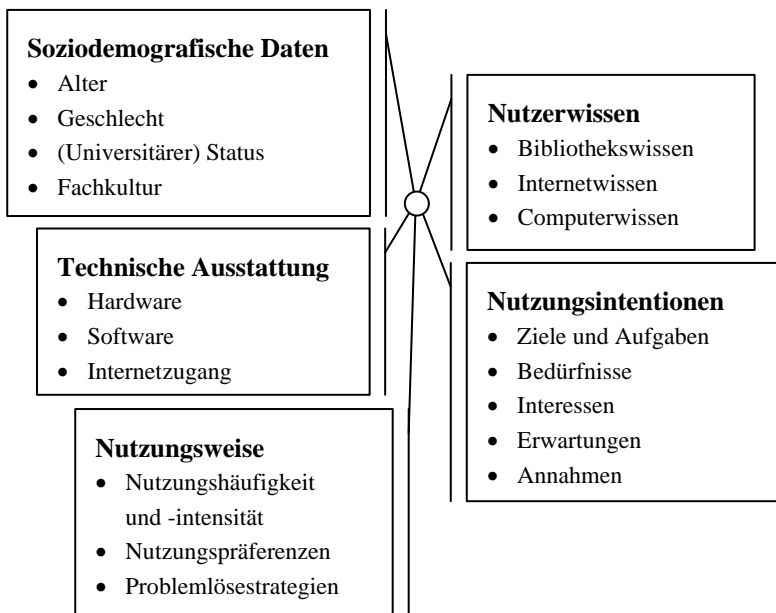 Soziodemografische Daten
• Alter
• Geschlecht
• (Universitärer) Status
• Fachkultur
Nutzerwissen
• Bibliothekswissen
• Internetwissen
• Computerwissen
Technische Ausstattung
• Hardware
• Software
• Internetzugang
Nutzungsintentionen
• Ziele und Aufgaben
• Bedürfnisse
• Interessen
• Erwartungen
• Annahmen
Nutzungsweise
• Nutzungshäufigkeit
und -intensität
• Nutzungspräferenzen
• Problemlösestrategien